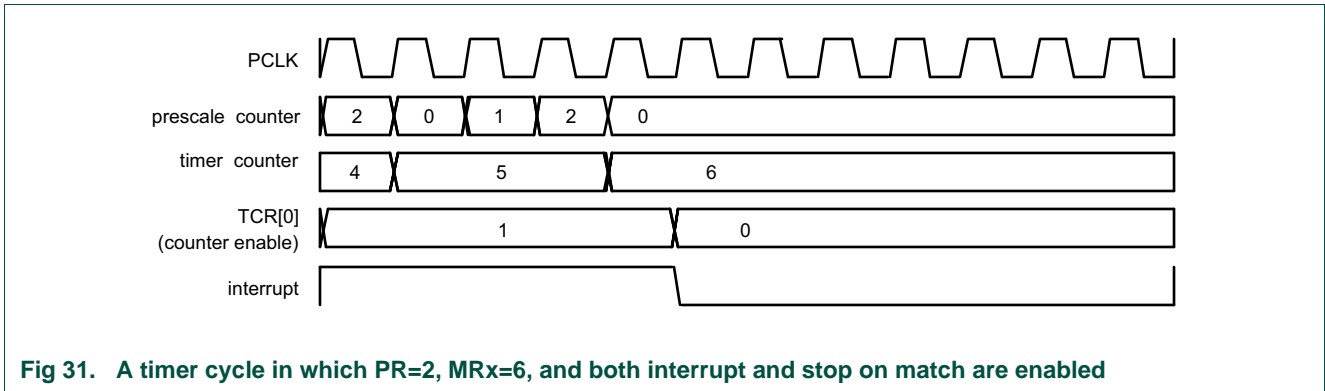 PCLK
prescale counter 2 0 1 2 0
timer counter 4 5 6
TCR[0]
(counter enable) 1 0
interrupt
Fig 31. A timer cycle in which PR=2, MRx=6, and both interrupt and stop on match are enabled